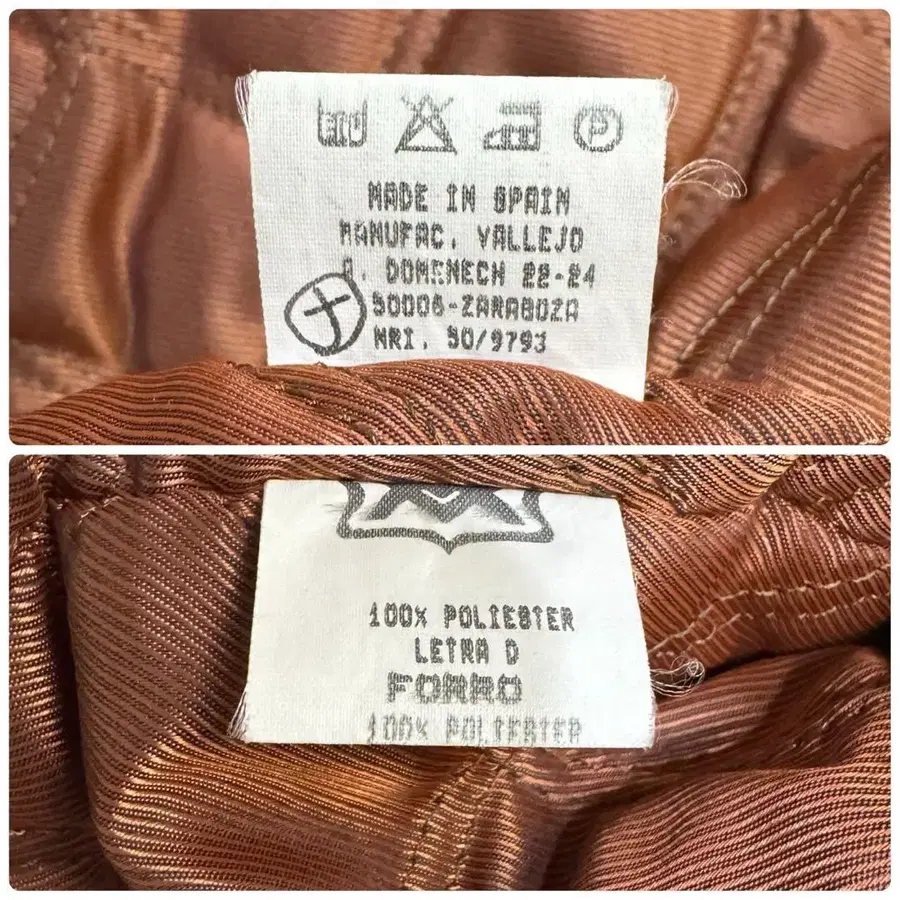 P
MADE IN SPAIN
MANUFAC. VALLEJO
D. DOMENECH 22-24
50006-ZARAGOZA
NRI. 50/9793
100% POLIESTER
LETRA D
FORRO
100% POLIESTER